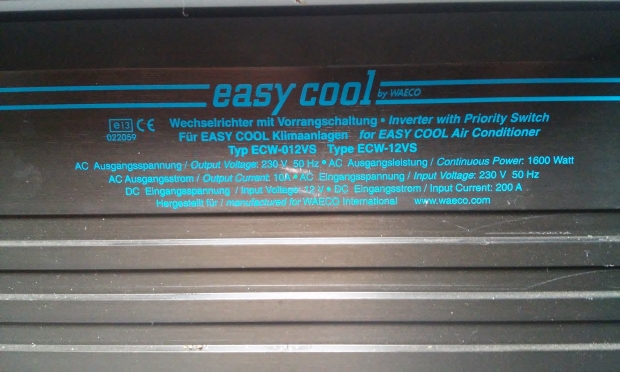 easy cool by WAECO
e13 CE Wechselrichter mit Vorrangschaltung • Inverter with Priority Switch
022059 Für EASY COOL Klimaanlagen for EASY COOL Air Conditioner
Typ ECW-012VS Type ECW-12VS
AC Ausgangsspannung / Output Voltage: 230 V 50 Hz • AC Ausgangsleistung / Continuous Power: 1600 Watt
AC Ausgangsstrom / Output Current: 10A • AC Eingangsspannung / Input Voltage: 230 V 50 Hz
DC Eingangaspannung / Input Voltage: 12 V • DC Eingangsstrom / Input Current: 200 A
Hergestellt für / manufactured for WAECO International www.waeco.com